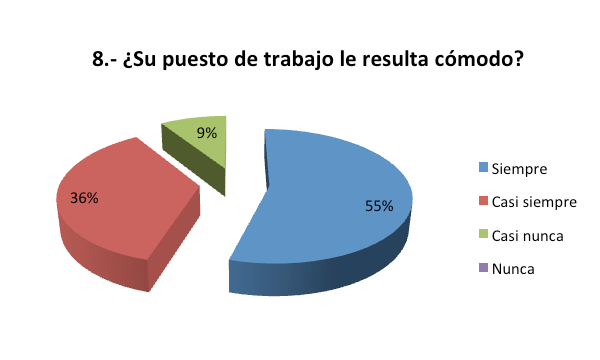 8.- ¿Su puesto de trabajo le resulta cómodo?
9%
36%
55%
Siempre
Casi siempre
Casi nunca
Nunca